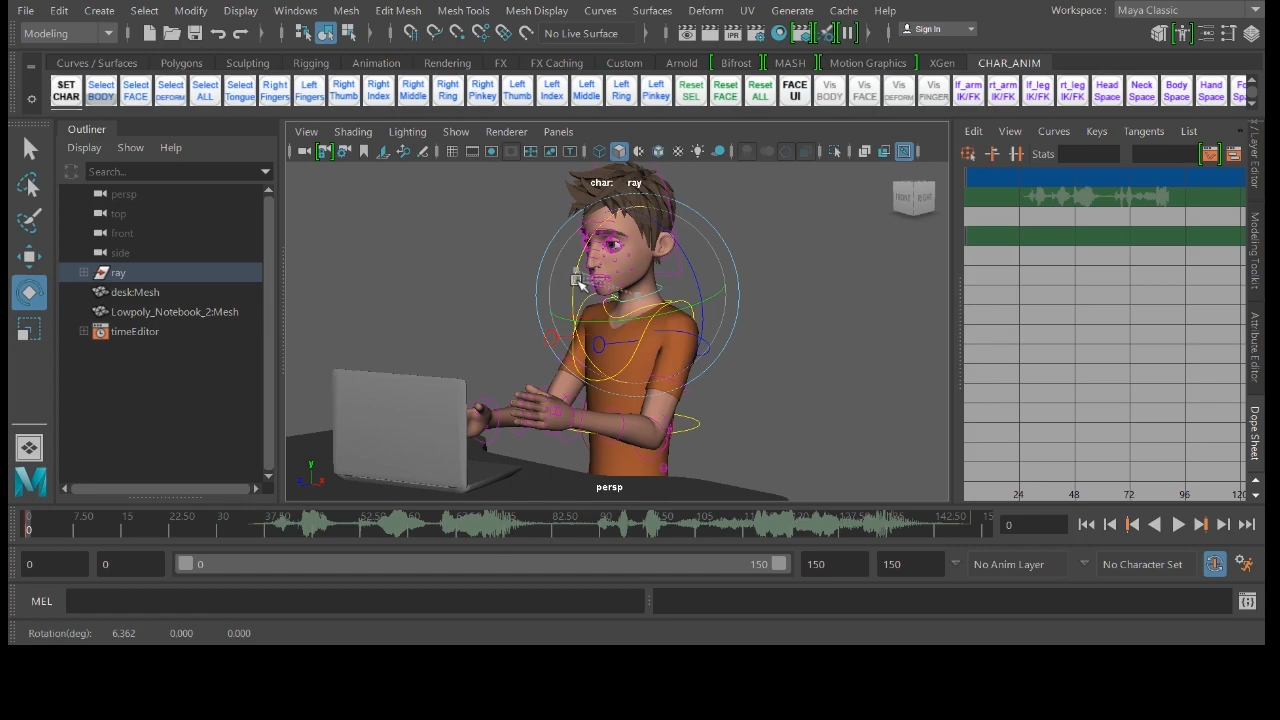 File Edit Create Select Modify Display Windows Mesh Edit Mesh Mesh Tools Mesh Display Curves Surfaces Deform UV Generate Cache Help Workspace : Maya Classic
Modeling No Live Surface Sign In
Curves / Surfaces Polygons Sculpting Rigging Animation Rendering FX FX Caching Custom Arnold Bifrost MASH Motion Graphics XGen CHAR_ANIM
SET Select Select Select Select Select Right Left Right Right Right Right Right Left Left Left Left Left Reset Reset Reset FACE Vis Vis Vis Vis lf_arm rt_arm lf_leg rt_leg Head Neck Body Hand
CHAR BODY FACE DEFORM ALL Tongue Fingers Fingers Thumb Index Middle Ring Pinkey Thumb Index Middle Ring Pinkey SEL FACE ALL UI BODY FACE DEFORM FINGER IK/FK IK/FK IK/FK IK/FK Space Space Space Space
Outliner
Display Show Help
Search...
persp
top
front
side
ray
desk:Mesh
Lowpoly_Notebook_2:Mesh
timeEditor
View Shading Lighting Show Renderer Panels
char: ray
FRONT RIGHT
y
z x
persp
Edit View Curves Keys Tangents List
Stats
24 48 72 96 120
/ Layer Editor
Modeling Toolkit
Attribute Editor
Dope Sheet
0 7.50 15 22.50 30 52.50 82.50 90 142.50 15
0
0
0 0 0 150 150 150 No Anim Layer No Character Set
MEL
Rotation(deg): 6.362 0.000 0.000